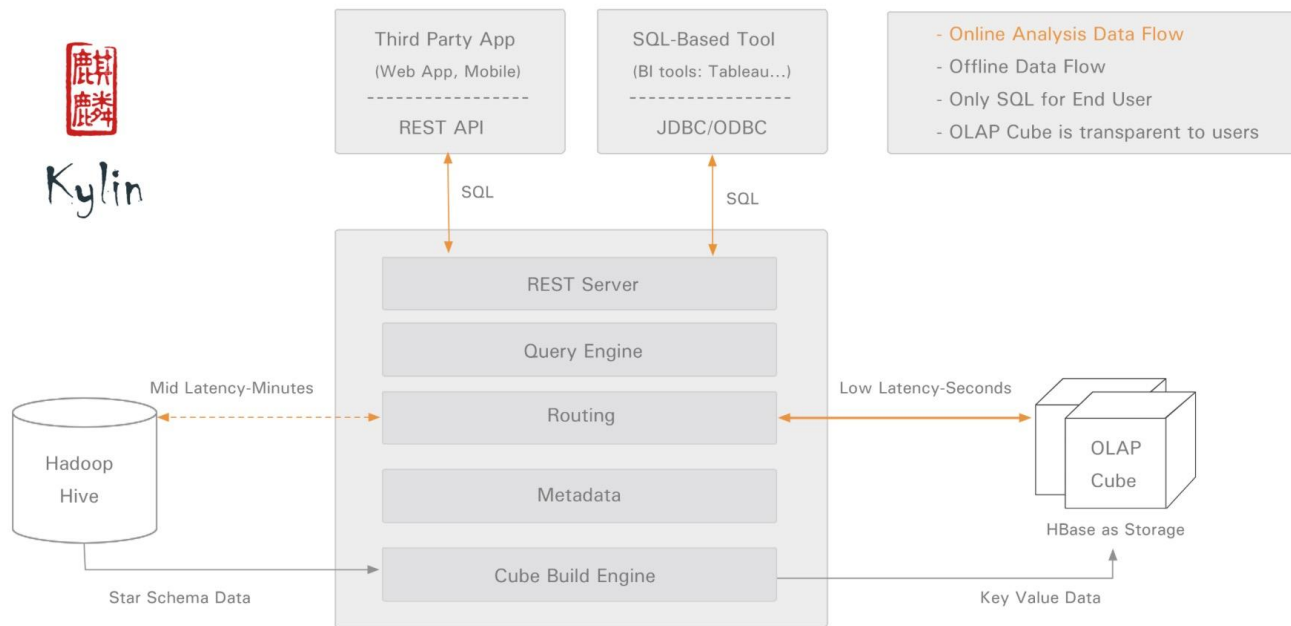 麒麟
Kylin
Third Party App
(Web App, Mobile)
REST API
SQL-Based Tool
(BI tools: Tableau...)
JDBC/ODBC
- Online Analysis Data Flow
- Offline Data Flow
- Only SQL for End User
- OLAP Cube is transparent to users
SQL
SQL
REST Server
Query Engine
Mid Latency-Minutes
Routing
Low Latency-Seconds
Hadoop
Hive
Metadata
OLAP
Cube
HBase as Storage
Cube Build Engine
Star Schema Data
Key Value Data